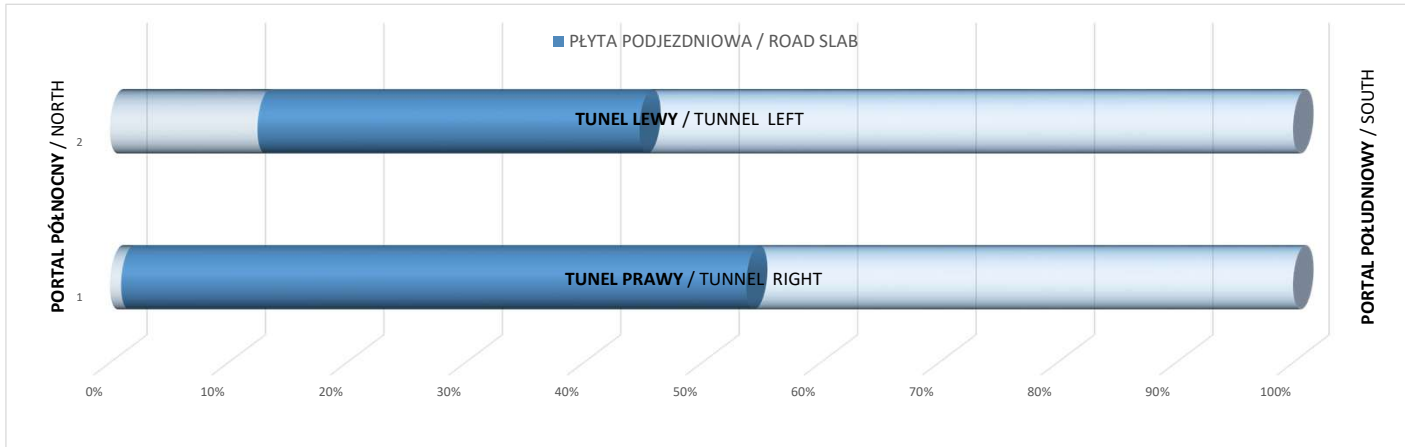 PŁYTA PODJEZDNIOWA / ROAD SLAB
PORTAL PÓŁNOCNY / NORTH
2
TUNEL LEWY / TUNNEL LEFT
PORTAL POŁUDNIOWY / SOUTH
1
TUNEL PRAWY / TUNNEL RIGHT
0% 10% 20% 30% 40% 50% 60% 70% 80% 90% 100%